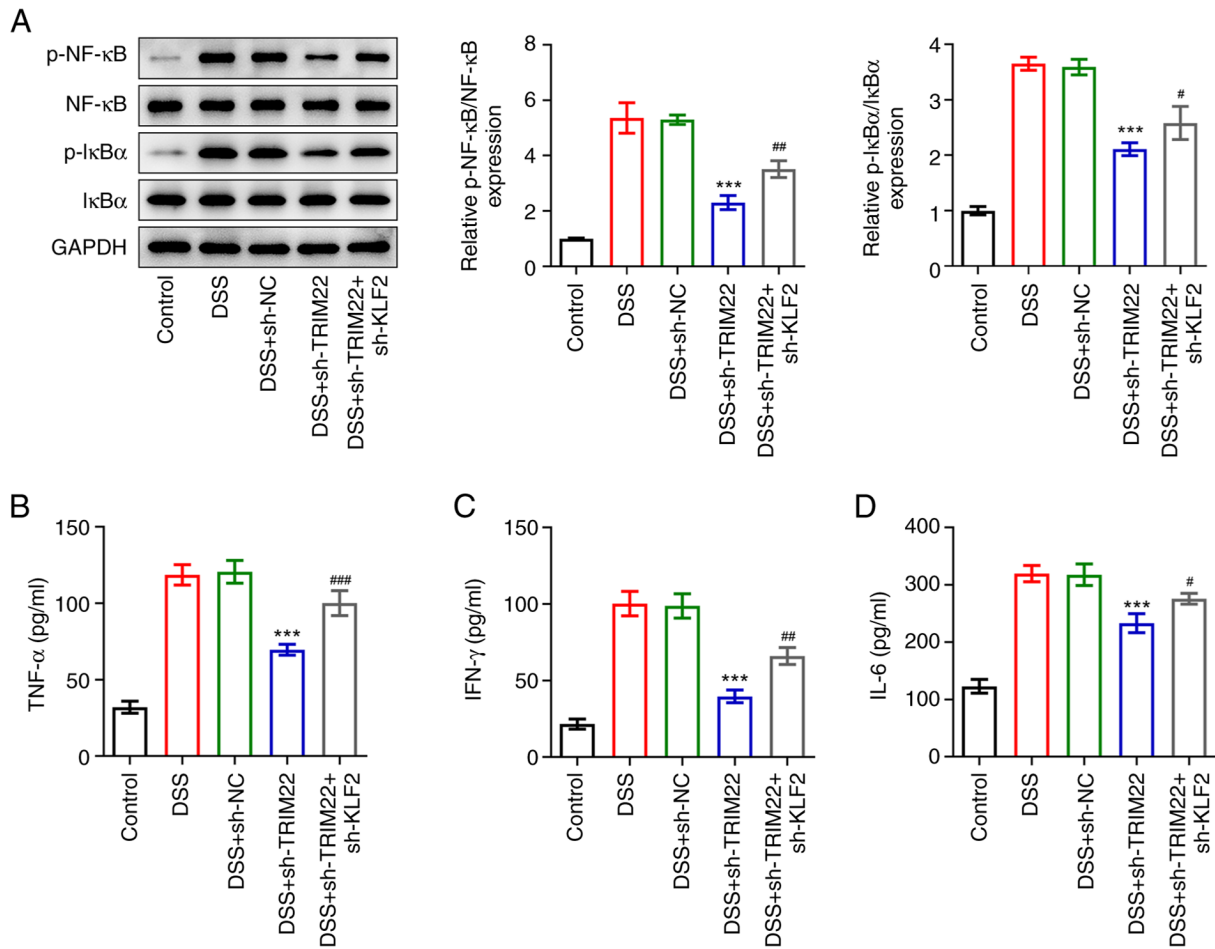 A
p-NF-κB
NF-κB
p-IκBα
IκBα
GAPDH
Control
DSS
DSS+sh-NC
DSS+sh-TRIM22
DSS+sh-TRIM22+
sh-KLF2
Relative p-NF-κB/NF-κB
expression
8
6
4
2
0
***
##
Control
DSS
DSS+sh-NC
DSS+sh-TRIM22
DSS+sh-TRIM22+
sh-KLF2
Relative p-IκBα/IκBα
expression
4
3
2
1
0
***
#
Control
DSS
DSS+sh-NC
DSS+sh-TRIM22
DSS+sh-TRIM22+
sh-KLF2
B
TNF-α (pg/ml)
150
100
50
0
***
###
Control
DSS
DSS+sh-NC
DSS+sh-TRIM22
DSS+sh-TRIM22+
sh-KLF2
C
IFN-γ (pg/ml)
150
100
50
0
***
##
Control
DSS
DSS+sh-NC
DSS+sh-TRIM22
DSS+sh-TRIM22+
sh-KLF2
D
IL-6 (pg/ml)
400
300
200
100
0
***
#
Control
DSS
DSS+sh-NC
DSS+sh-TRIM22
DSS+sh-TRIM22+
sh-KLF2